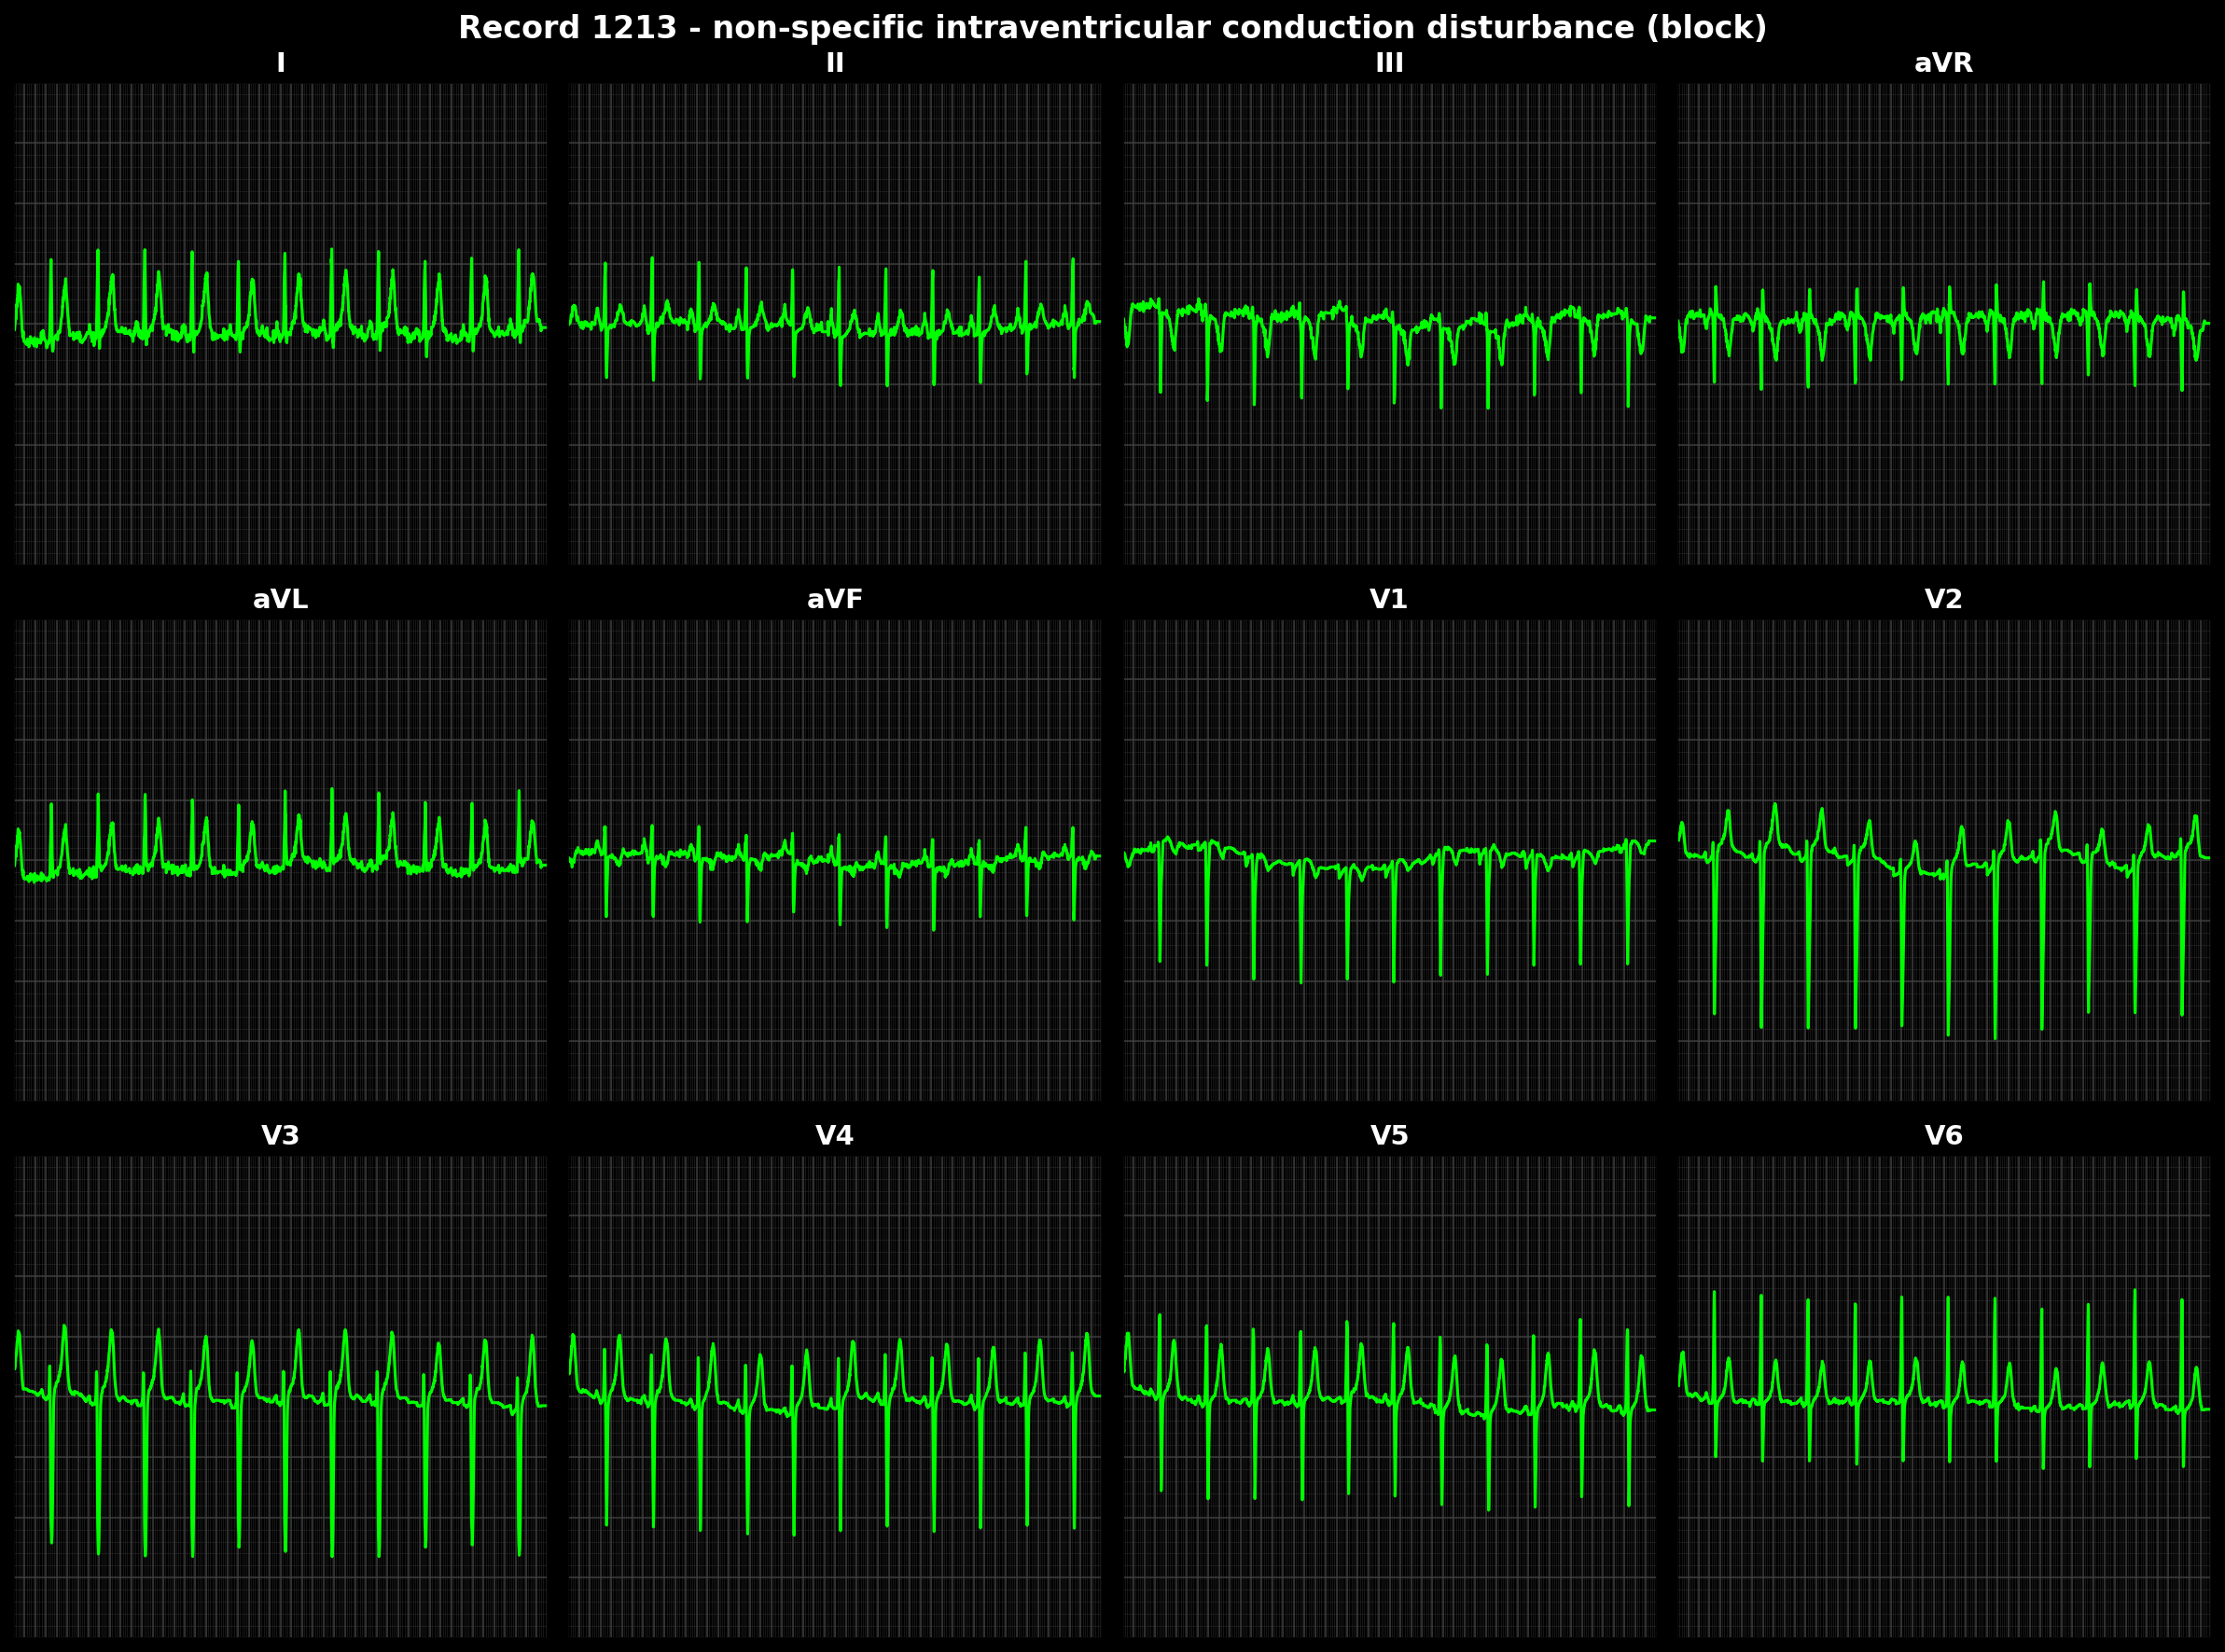 Record 1213 - non-specific intraventricular conduction disturbance (block)
I II III aVR
aVL aVF V1 V2
V3 V4 V5 V6